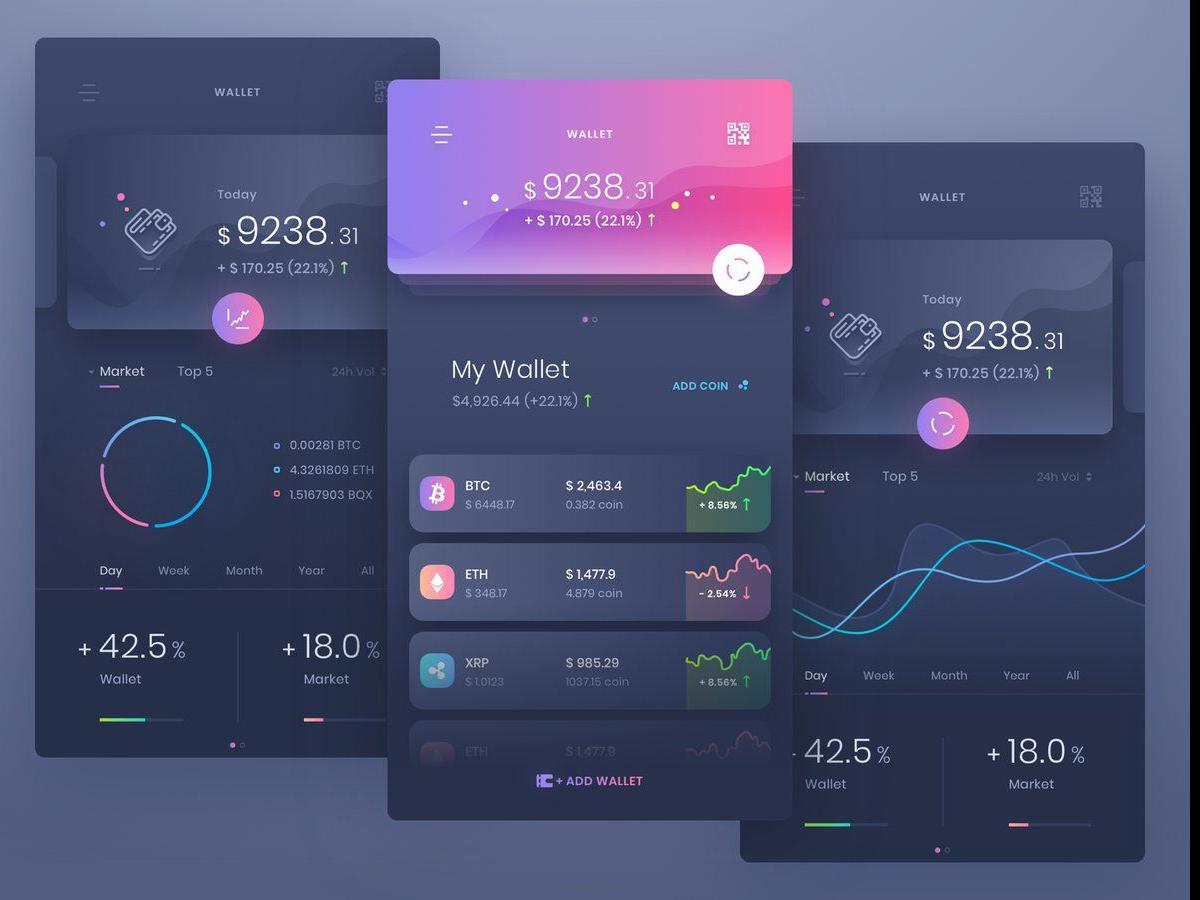 WALLET
Today
$ 9238.31
+ $ 170.25 (22.1%) ↑
Market Top 5 24h Vol
0.00281 BTC
4.3261809 ETH
1.5167903 BQX
Day Week Month Year All
+ 42.5 % + 18.0 %
Wallet Market
WALLET
$ 9238.31
+ $ 170.25 (22.1%) ↑
My Wallet
$4,926.44 (+22.1%) ↑
ADD COIN
BTC $ 2,463.4
$ 6448.17 0.382 coin
+ 8.56% ↑
ETH $ 1,477.9
$ 348.17 4.879 coin
- 2.54% ↓
XRP $ 985.29
$ 1.0123 1037.15 coin
+ 8.56% ↑
ETH $ 1,477.9
+ ADD WALLET
WALLET
Today
$ 9238.31
+ $ 170.25 (22.1%) ↑
Market Top 5 24h Vol
Day Week Month Year All
42.5 % + 18.0 %
Wallet Market